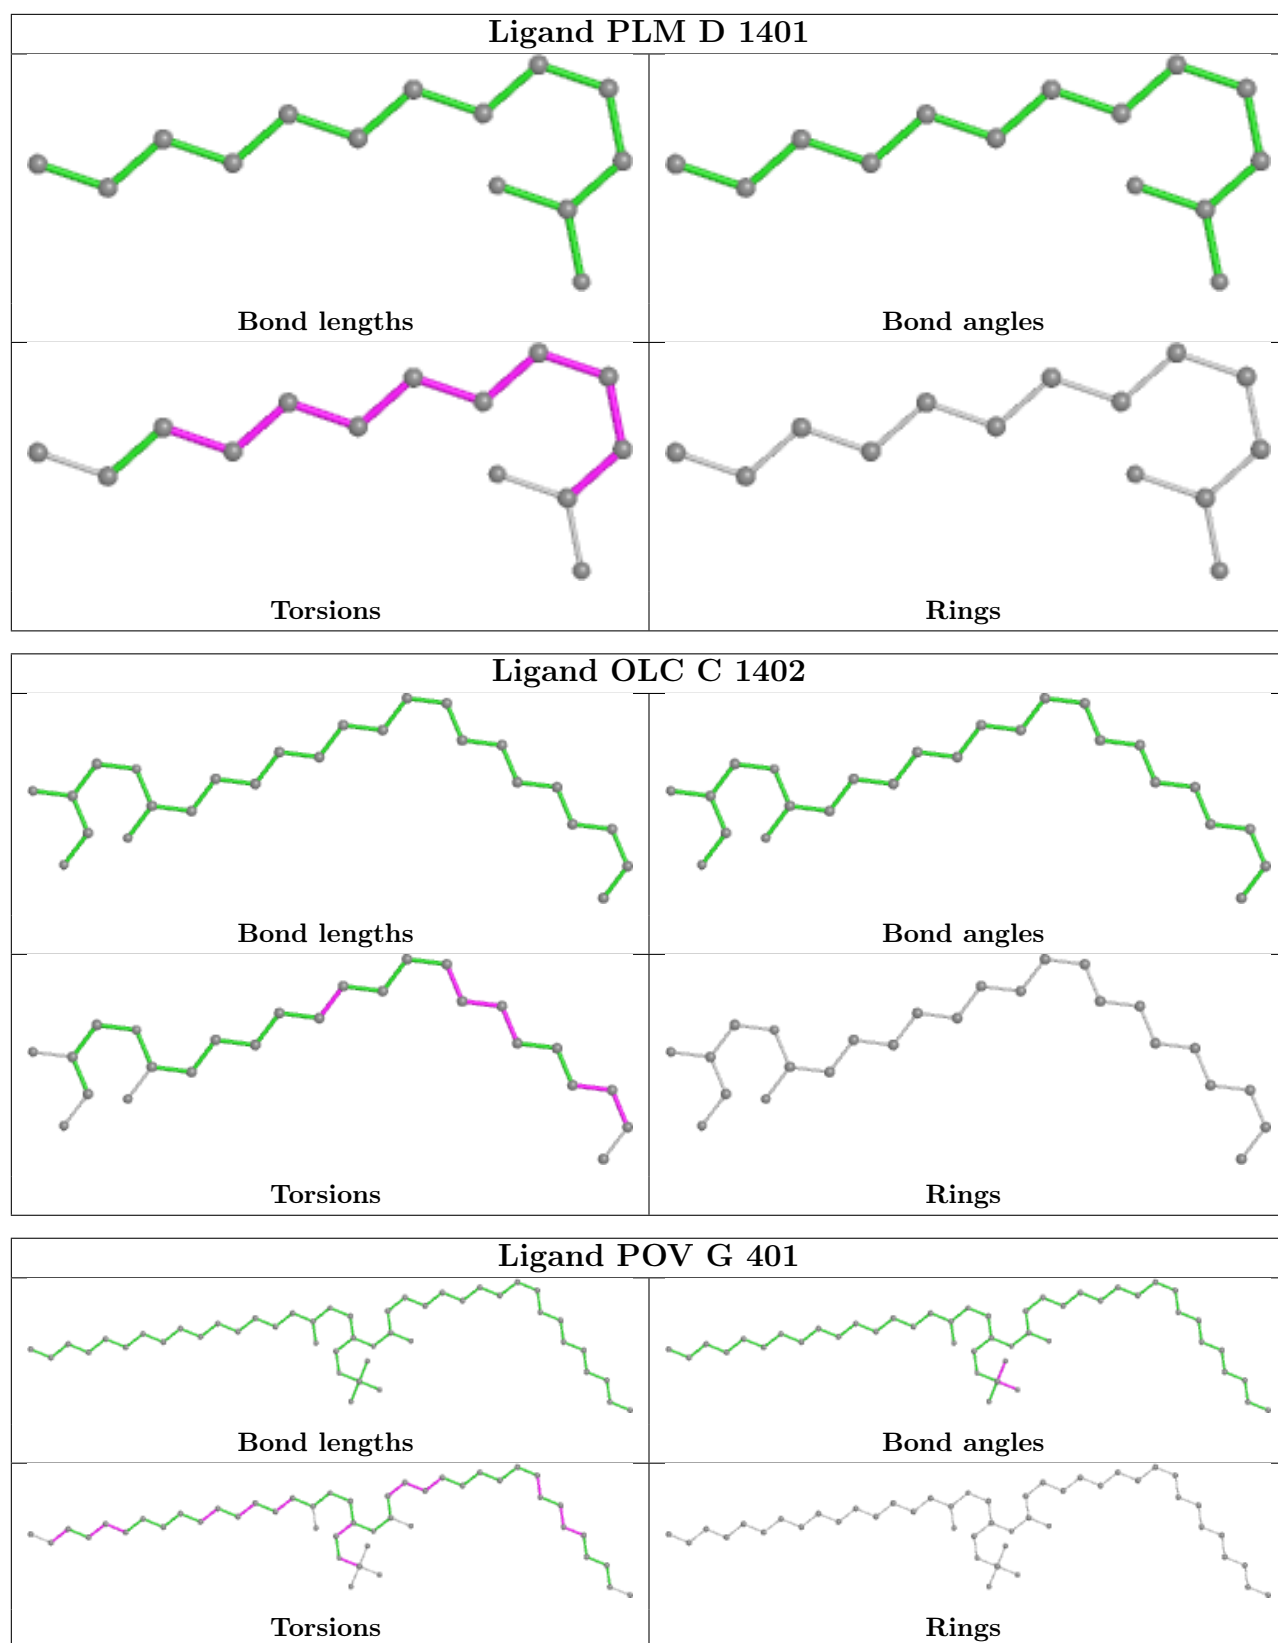 Ligand PLM D 1401
Bond lengths
Bond angles
Torsions
Rings
Ligand OLC C 1402
Bond lengths
Bond angles
Torsions
Rings
Ligand POV G 401
Bond lengths
Bond angles
Torsions
Rings